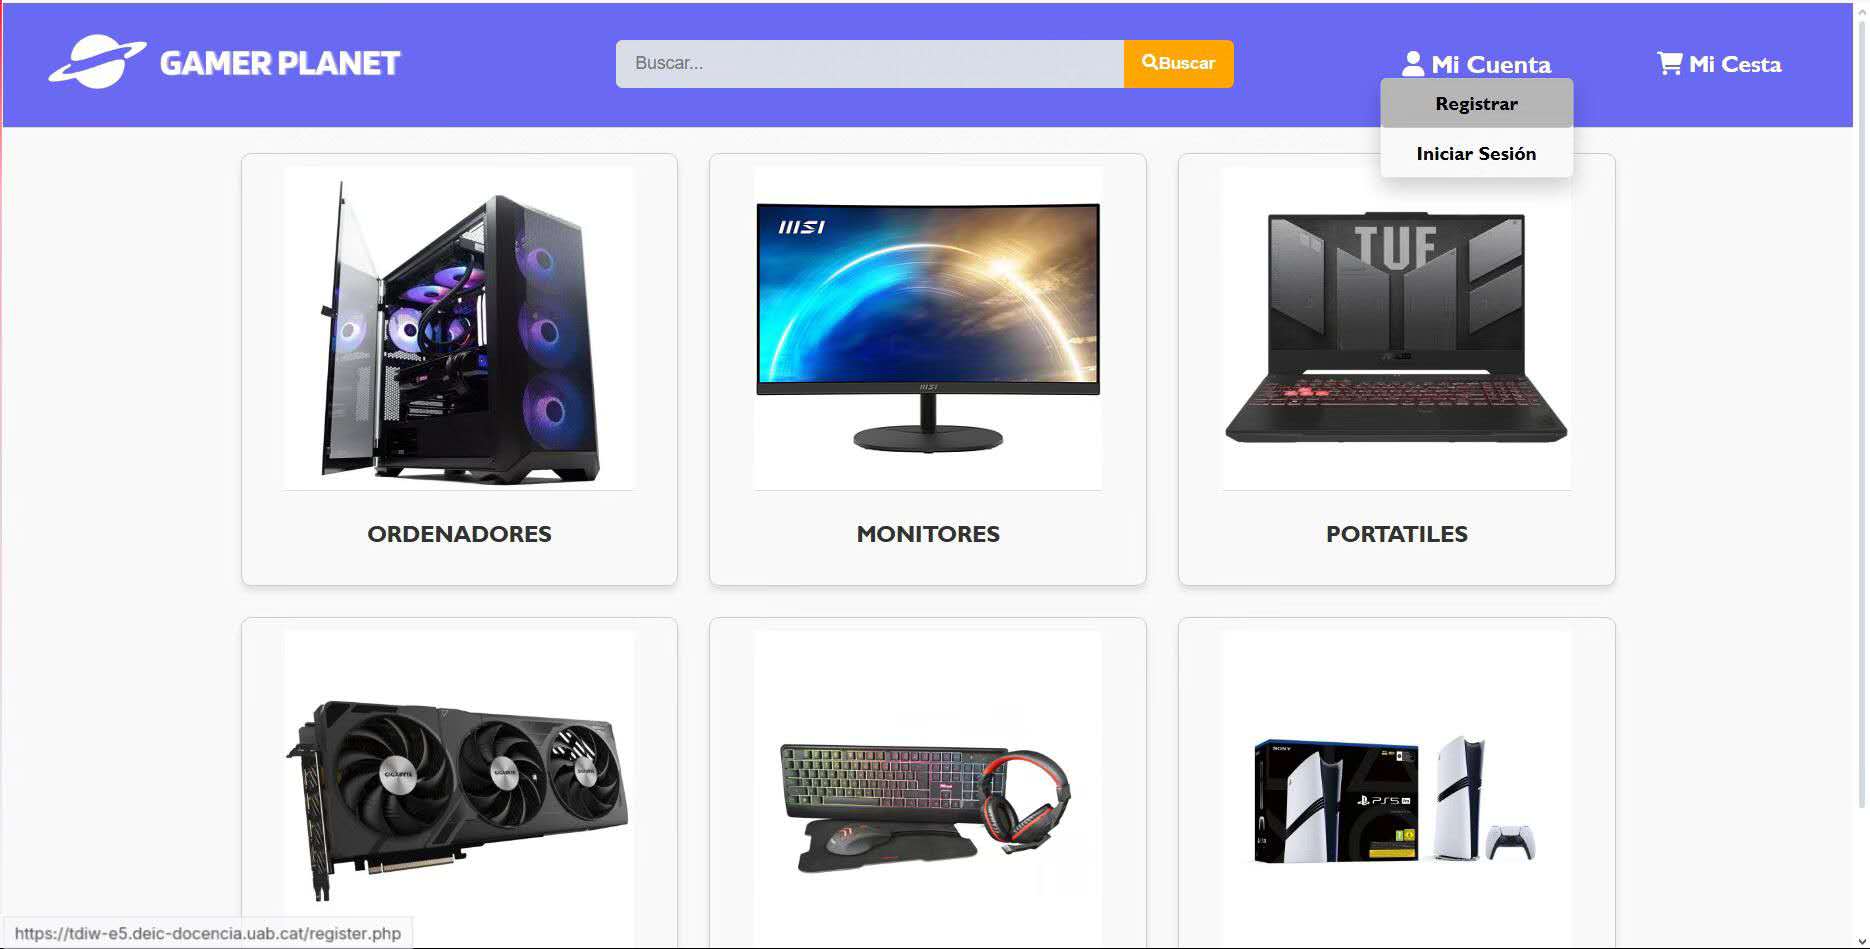 GAMER PLANET
Buscar...
Buscar
Mi Cuenta
Mi Cesta
Registrar
Iniciar Sesión
msi
msi
TUF
ORDENADORES
MONITORES
PORTATILES
GIGABYTE
GIGABYTE
SONY
PS5
https://tdiw-e5.deic-docencia.uab.cat/register.php